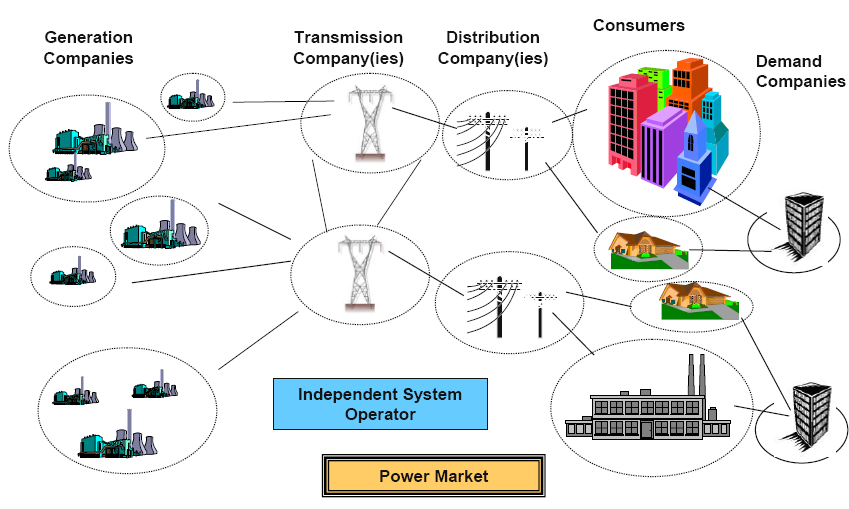 Generation
Companies
Transmission
Company(ies)
Distribution
Company(ies)
Consumers
Demand
Companies
Independent System
Operator
Power Market